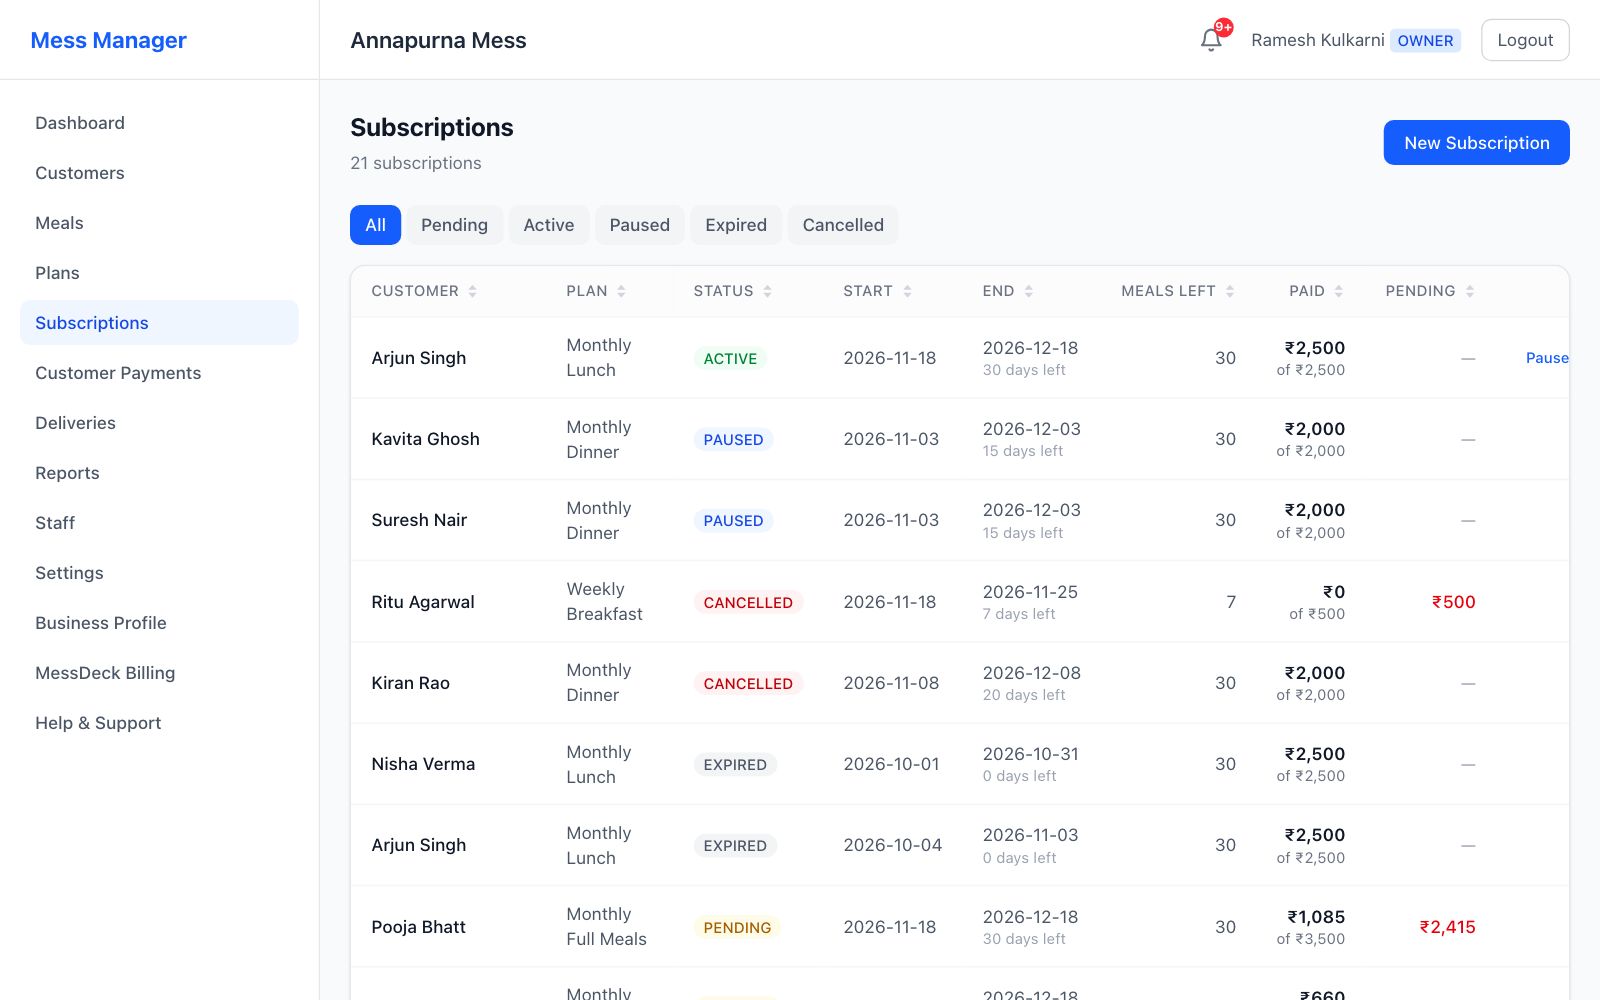 Mess Manager
Annapurna Mess
9+
Ramesh Kulkarni OWNER
Logout
Dashboard
Customers
Meals
Plans
Subscriptions
Customer Payments
Deliveries
Reports
Staff
Settings
Business Profile
MessDeck Billing
Help & Support
Subscriptions
21 subscriptions
New Subscription
All Pending Active Paused Expired Cancelled
CUSTOMER PLAN STATUS START END MEALS LEFT PAID PENDING
Arjun Singh Monthly Lunch ACTIVE 2026-11-18 2026-12-18 30 days left 30 ₹2,500 of ₹2,500 — Pause
Kavita Ghosh Monthly Dinner PAUSED 2026-11-03 2026-12-03 15 days left 30 ₹2,000 of ₹2,000 —
Suresh Nair Monthly Dinner PAUSED 2026-11-03 2026-12-03 15 days left 30 ₹2,000 of ₹2,000 —
Ritu Agarwal Weekly Breakfast CANCELLED 2026-11-18 2026-11-25 7 days left 7 ₹0 of ₹500 ₹500
Kiran Rao Monthly Dinner CANCELLED 2026-11-08 2026-12-08 20 days left 30 ₹2,000 of ₹2,000 —
Nisha Verma Monthly Lunch EXPIRED 2026-10-01 2026-10-31 0 days left 30 ₹2,500 of ₹2,500 —
Arjun Singh Monthly Lunch EXPIRED 2026-10-04 2026-11-03 0 days left 30 ₹2,500 of ₹2,500 —
Pooja Bhatt Monthly Full Meals PENDING 2026-11-18 2026-12-18 30 days left 30 ₹1,085 of ₹3,500 ₹2,415
Monthly 2026-12-18 ₹660